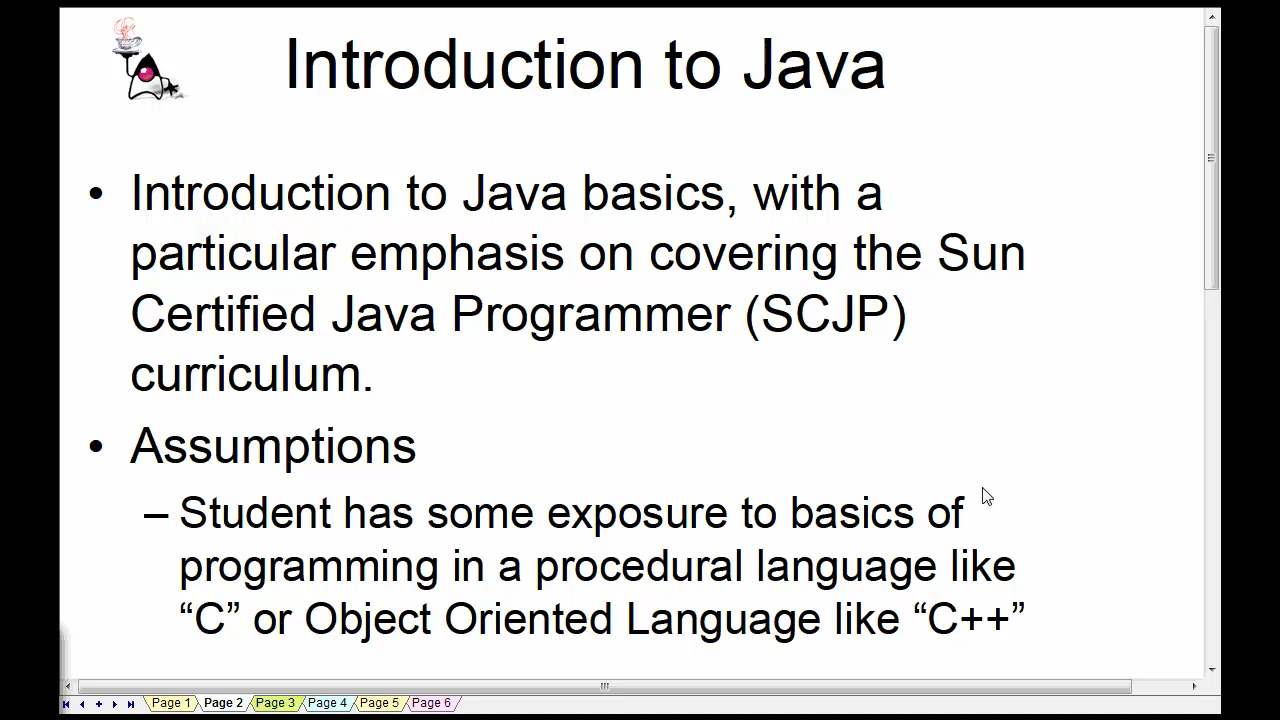 Introduction to Java
• Introduction to Java basics, with a
particular emphasis on covering the Sun
Certified Java Programmer (SCJP)
curriculum.
• Assumptions
– Student has some exposure to basics of
programming in a procedural language like
“C” or Object Oriented Language like “C++”
Page 1 Page 2 Page 3 Page 4 Page 5 Page 6